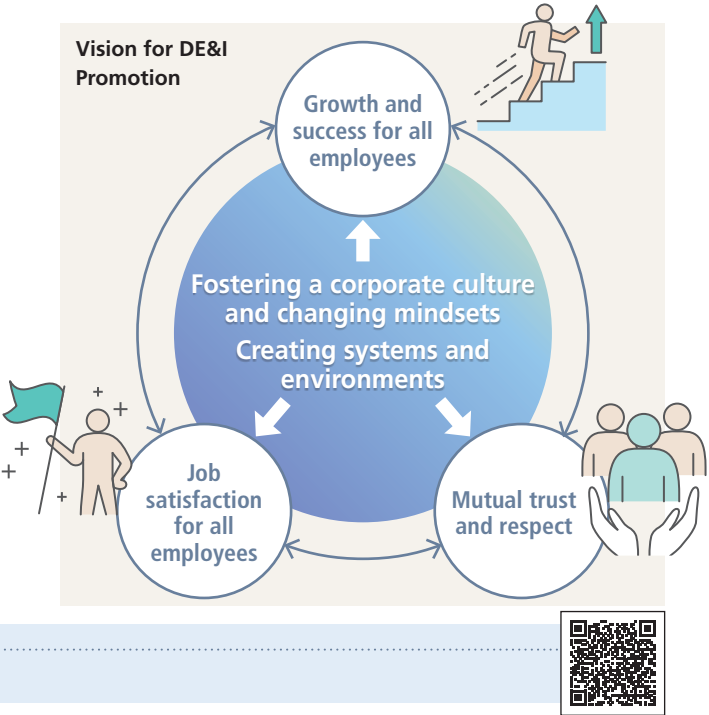 Vision for DE&I
Promotion
Growth and
success for all
employees
Fostering a corporate culture
and changing mindsets
Creating systems and
environments
Job
satisfaction
for all
employees
Mutual trust
and respect